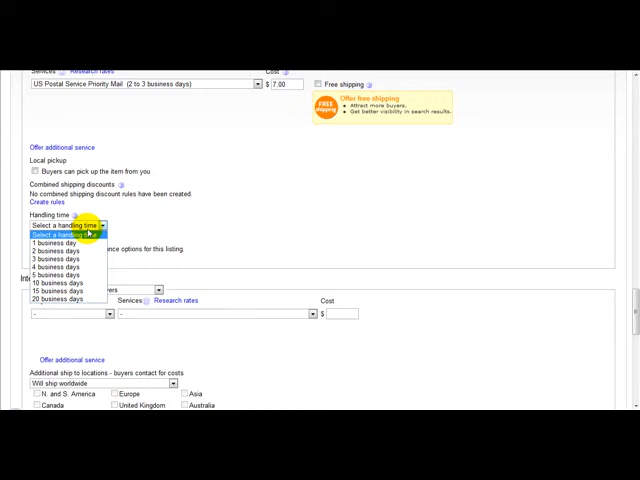 Services Research rates Cost
US Postal Service Priority Mail (2 to 3 business days) $ 7.00 Free shipping
FREE shipping
Offer free shipping
Attract more buyers.
Get better visibility in search results.
Offer additional service
Local pickup
Buyers can pick up the item from you
Combined shipping discounts
No combined shipping discount rules have been created.
Create rules
Handling time
Select a handling time
Select a handling
1 business day
2 business days
options for this listing.
3 business days
4 business days
5 business days
10 business days
15 business days
20 business days
Services Research rates Cost
- - $
Offer additional service
Additional ship to locations - buyers contact for costs
Will ship worldwide
N. and S. America Europe Asia
Canada United Kingdom Australia